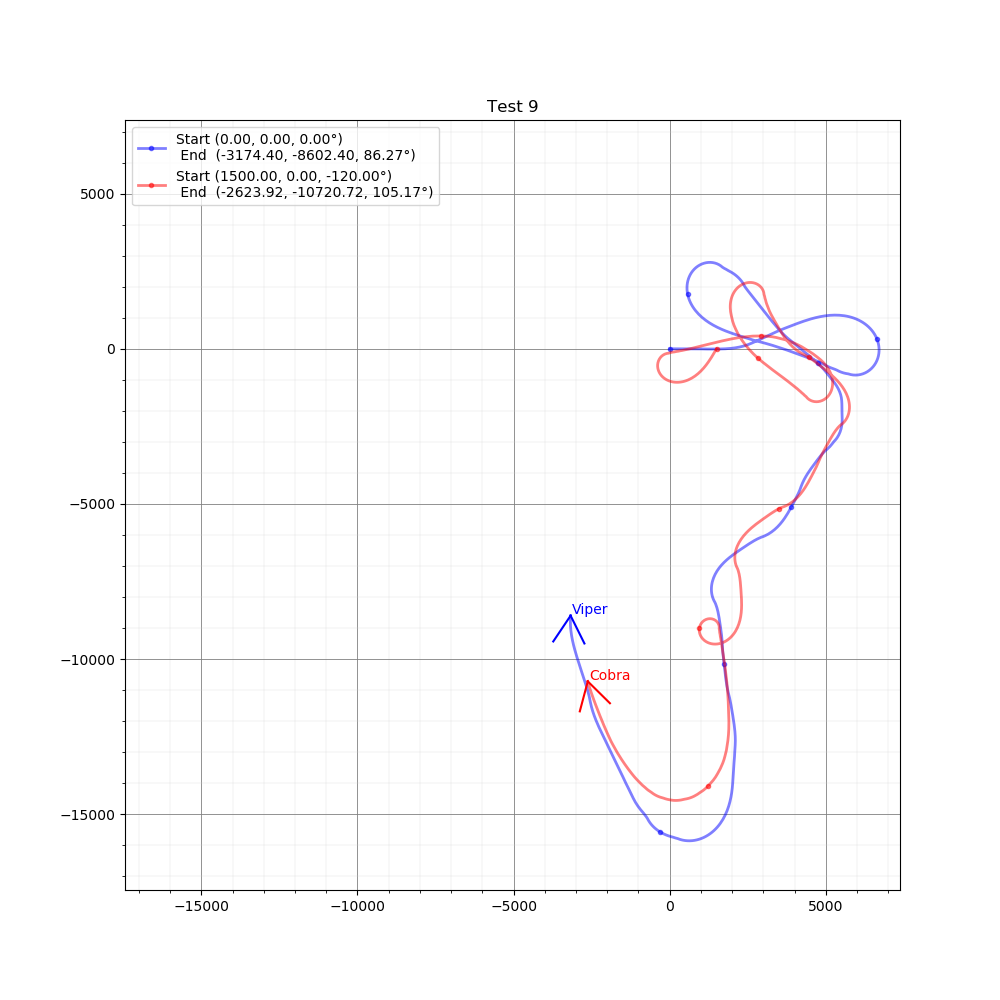 Test 9
Start (0.00, 0.00, 0.00°)
End (-3174.40, -8602.40, 86.27°)
Start (1500.00, 0.00, -120.00°)
End (-2623.92, -10720.72, 105.17°)
5000
0
−5000
−10000
−15000
Viper
Cobra
−15000 −10000 −5000 0 5000